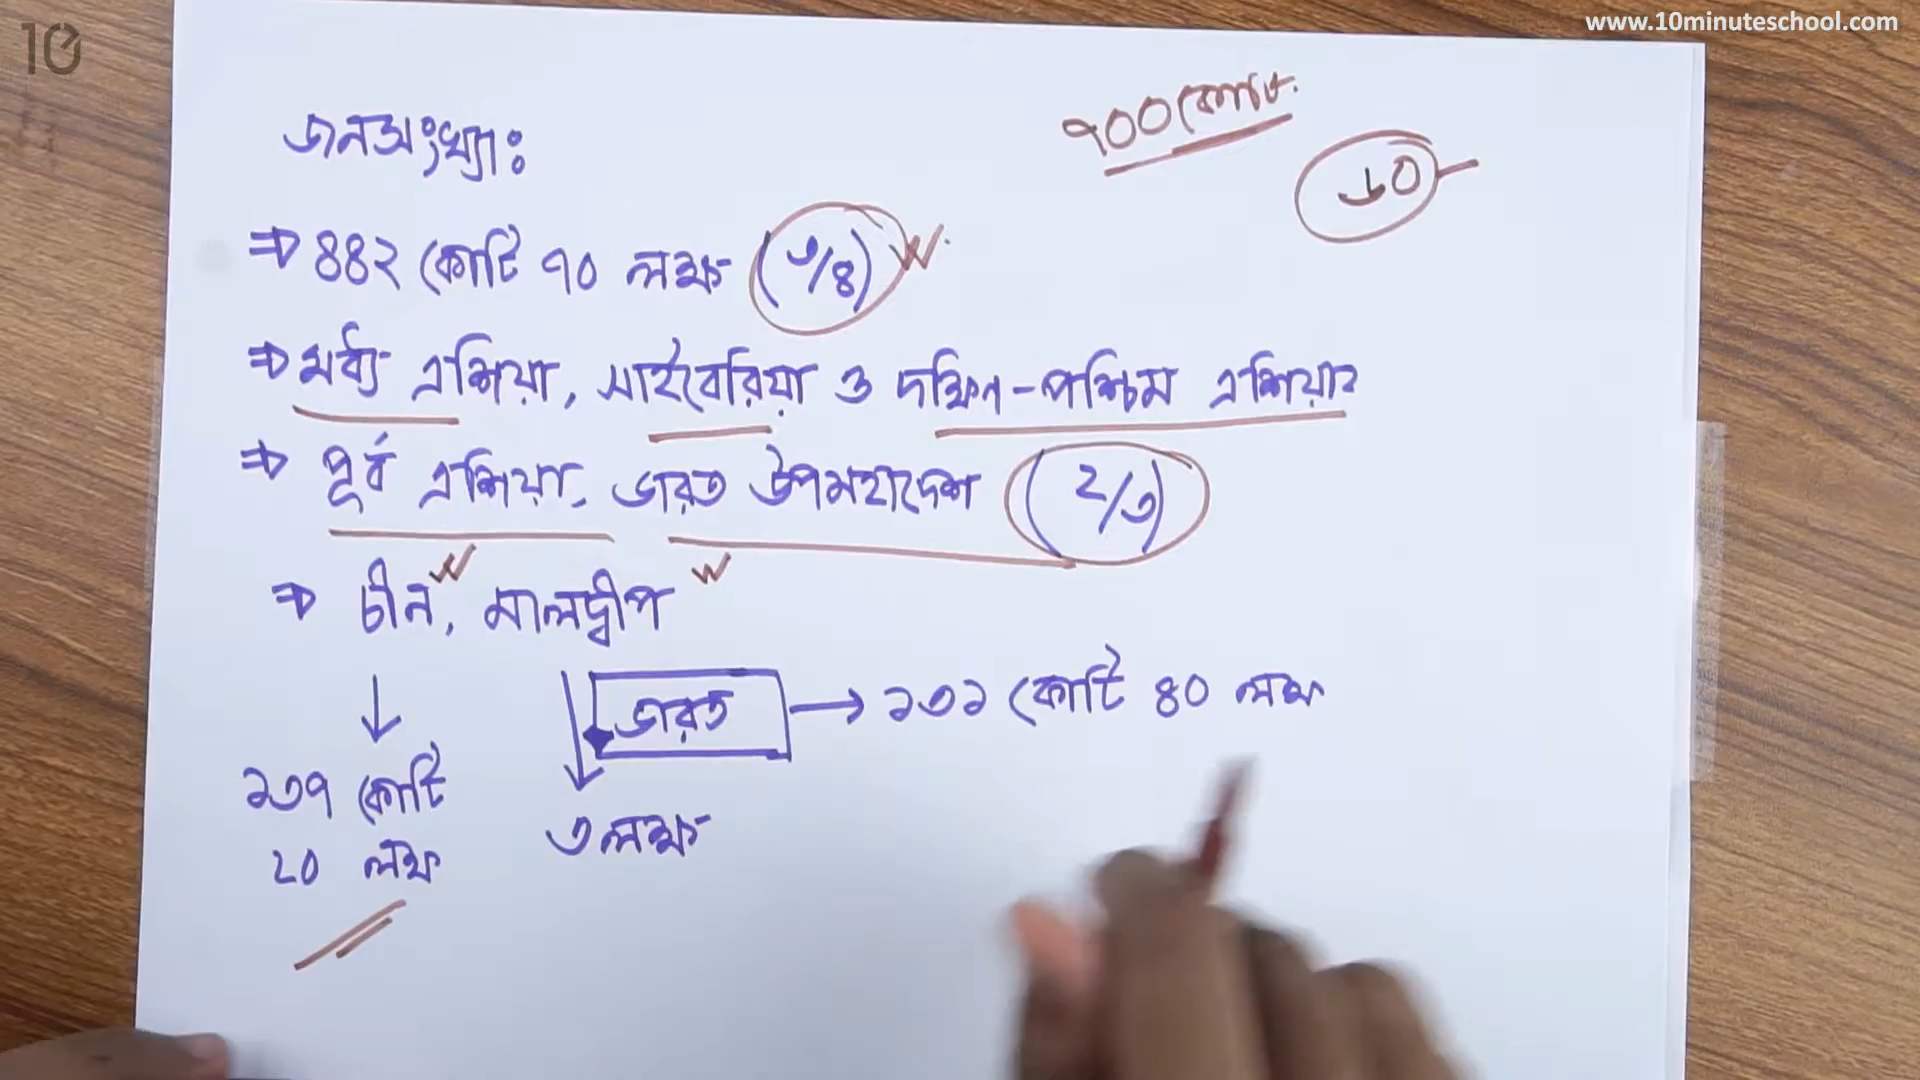 10
www.10minuteschool.com
৭০০ কোটি
৬০
জনসংখ্যাঃ
⇒ ৪৪২ কোটি ৭০ লক্ষ (৩/৪)
⇒ মধ্য এশিয়া, সাইবেরিয়া ও দক্ষিন-পশ্চিম এশিয়ার
⇒ পূর্ব এশিয়া, ভারত উপমহাদেশ (২/৩)
⇒ চীন, মালদ্বীপ
ভারত → ১৩১ কোটি ৪০ লক্ষ
১৩৭ কোটি
২০ লক্ষ
৩ লক্ষ